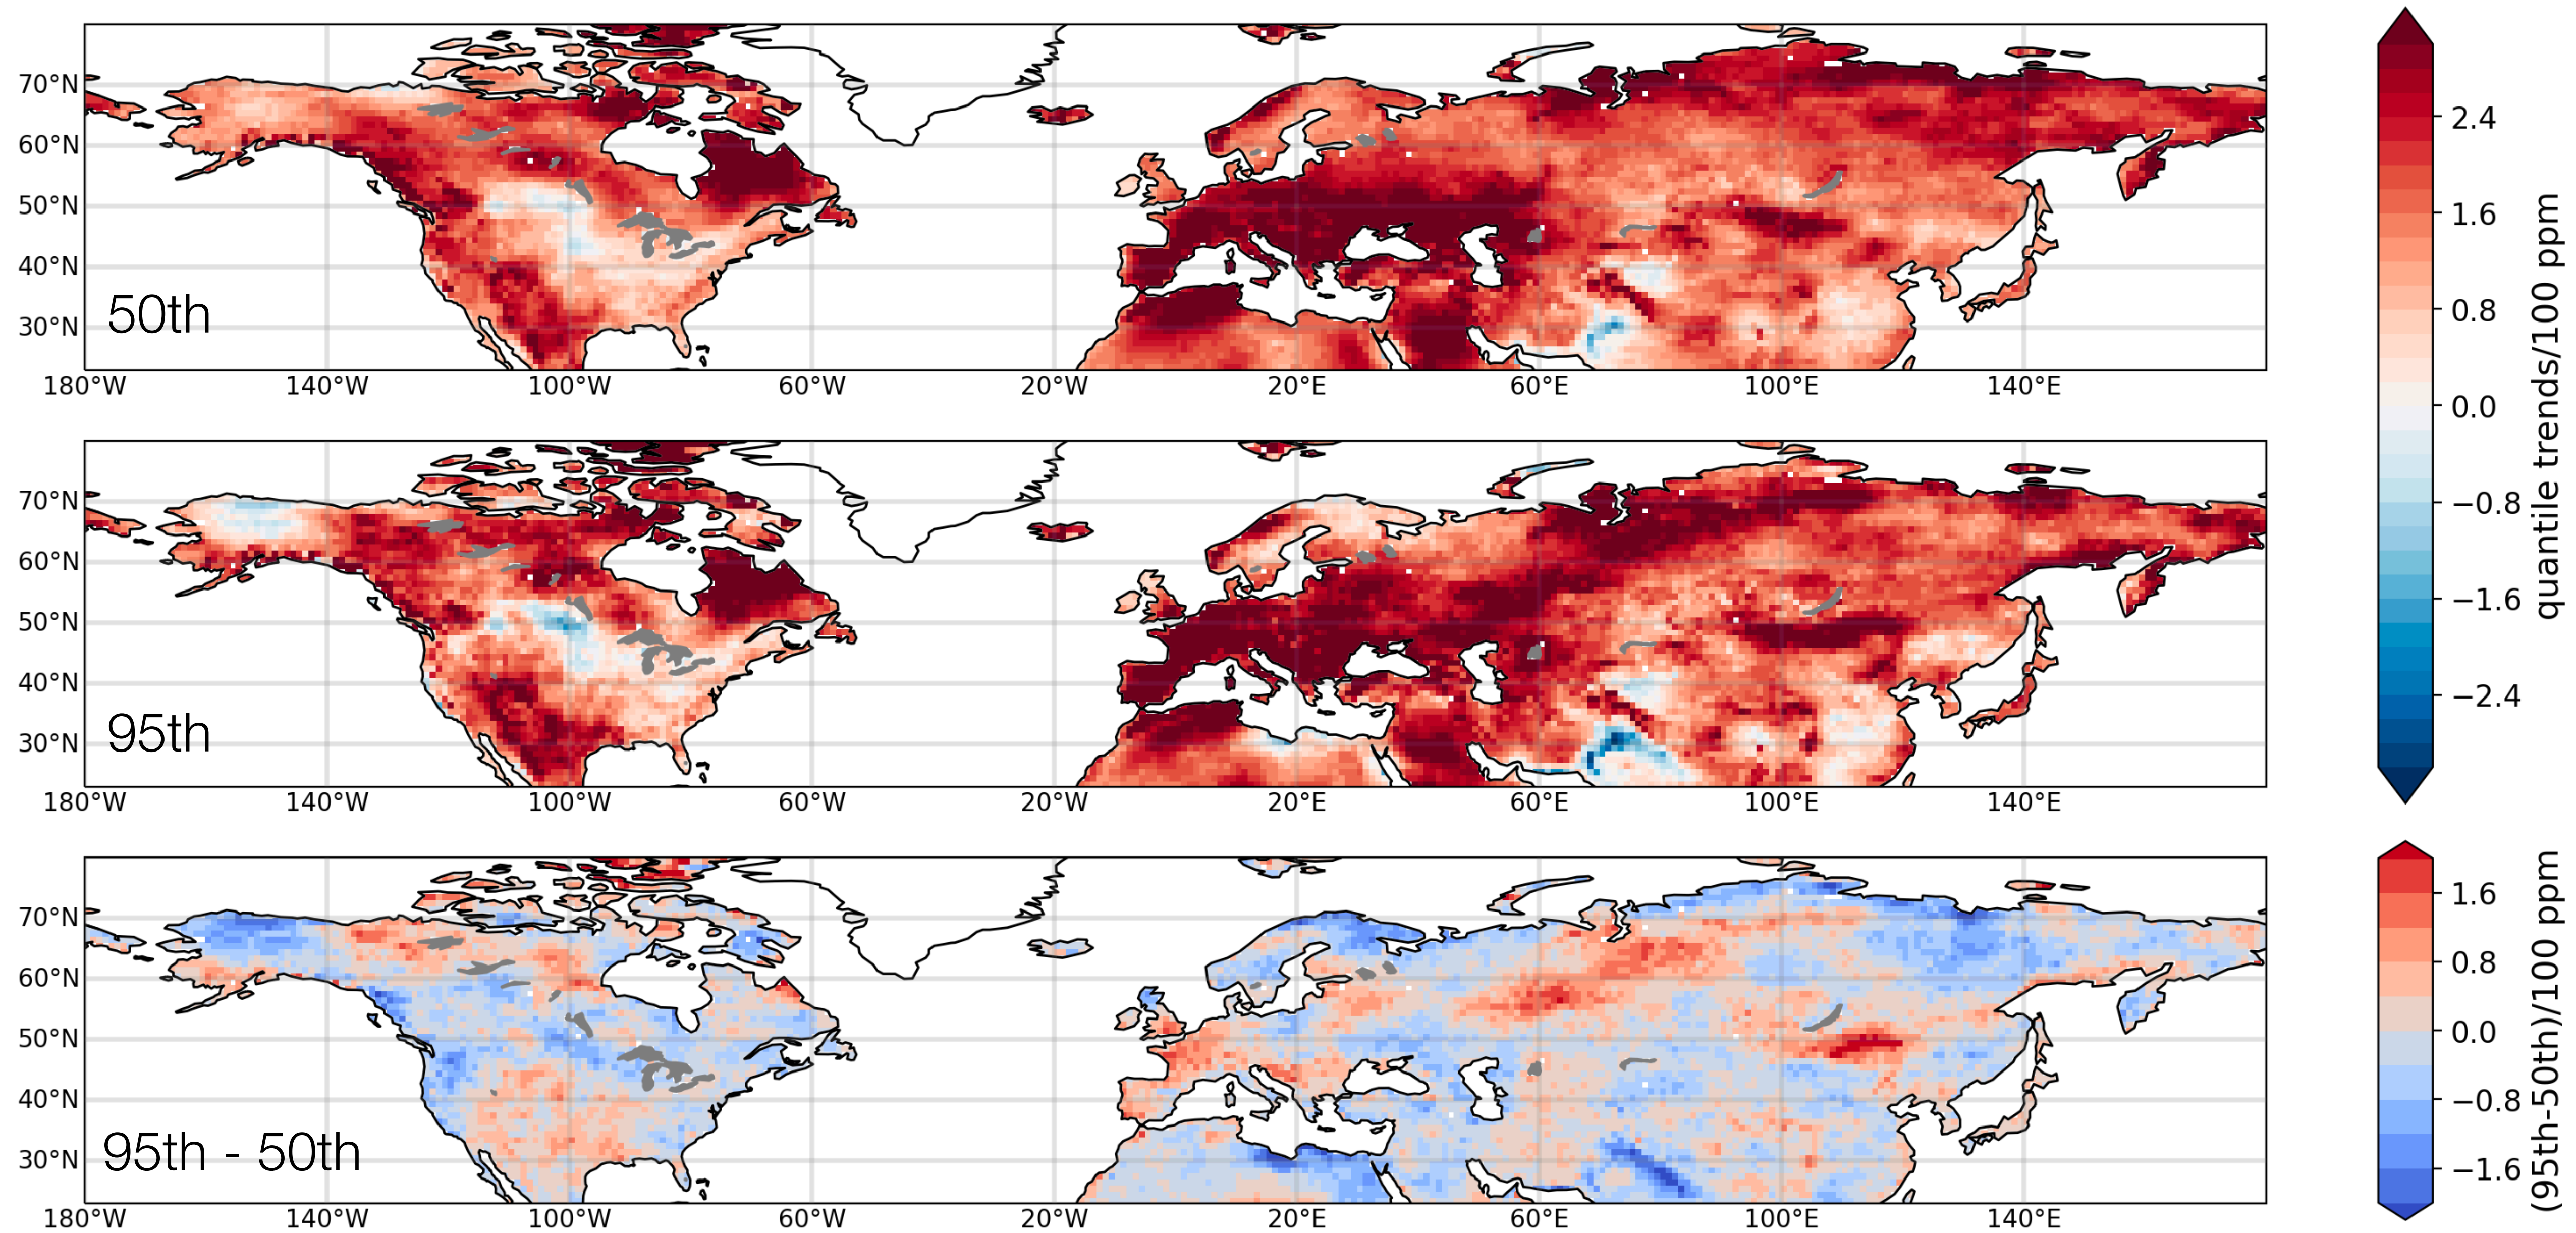 70°N
60°N
50°N
40°N
30°N
50th
180°W 140°W 100°W 60°W 20°W 20°E 60°E 100°E 140°E
70°N
60°N
50°N
40°N
30°N
95th
180°W 140°W 100°W 60°W 20°W 20°E 60°E 100°E 140°E
2.4
1.6
0.8
0.0
−0.8
−1.6
−2.4
quantile trends/100 ppm
70°N
60°N
50°N
40°N
30°N
95th - 50th
180°W 140°W 100°W 60°W 20°W 20°E 60°E 100°E 140°E
1.6
0.8
0.0
−0.8
−1.6
(95th-50th)/100 ppm